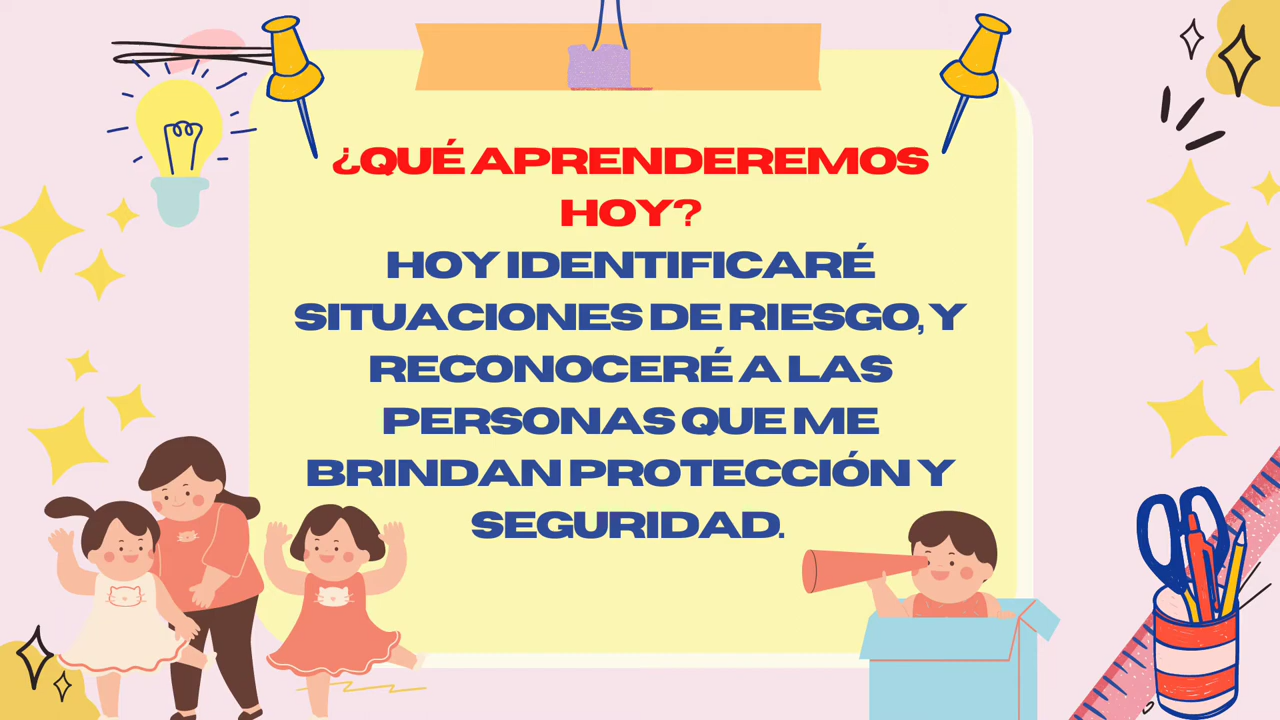 ¿QUÉ APRENDEREMOS
HOY?
HOY IDENTIFICARÉ
SITUACIONES DE RIESGO, Y
RECONOCERÉ A LAS
PERSONAS QUE ME
BRINDAN PROTECCIÓN Y
SEGURIDAD.